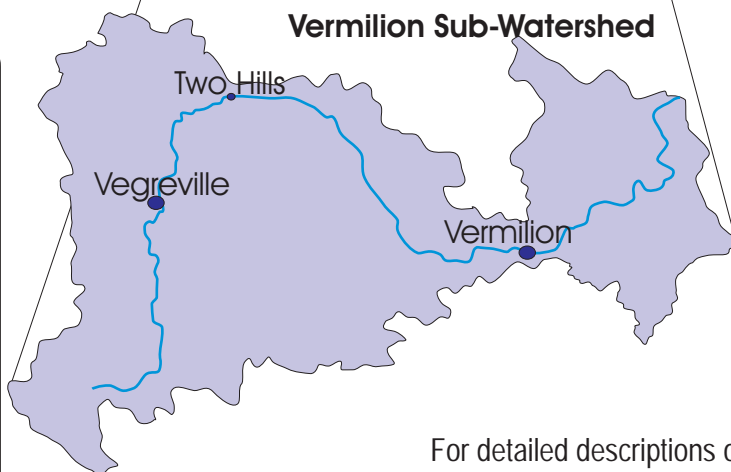 Vermilion Sub-Watershed
Two Hills
Vegreville
Vermilion
For detailed descriptions